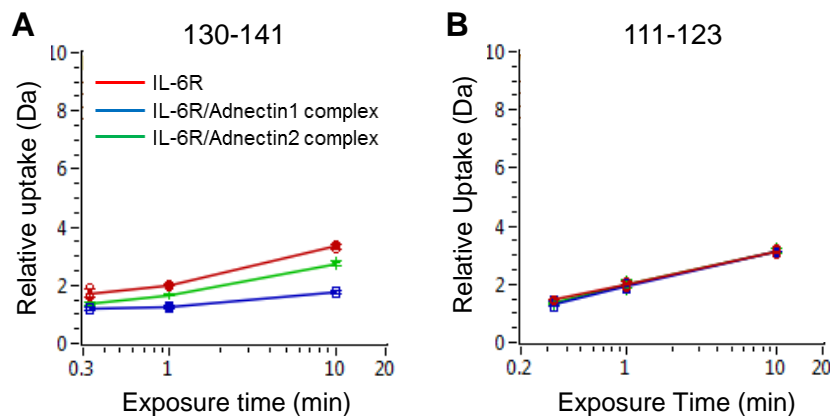 A
130-141
10
8
6
4
2
0
0.3
1
10
20
Relative uptake (Da)
Exposure time (min)
IL-6R
IL-6R/Adnectin1 complex
IL-6R/Adnectin2 complex
B
111-123
10
8
6
4
2
0
0.2
1
10
20
Relative Uptake (Da)
Exposure Time (min)